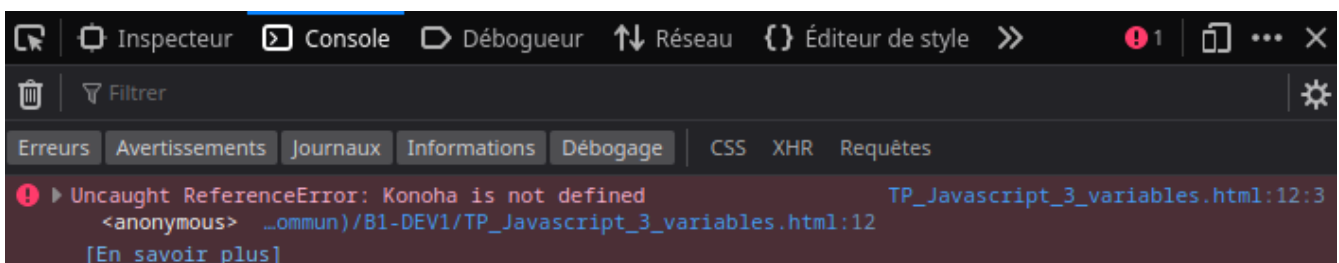 Inspecteur Console Débogueur Réseau {} Éditeur de style 1
Filtrer
Erreurs Avertissements Journaux Informations Débogage CSS XHR Requêtes
Uncaught ReferenceError: Konoha is not defined TP_Javascript_3_variables.html:12:3
<anonymous> …ommun)/B1-DEV1/TP_Javascript_3_variables.html:12
[En savoir plus]